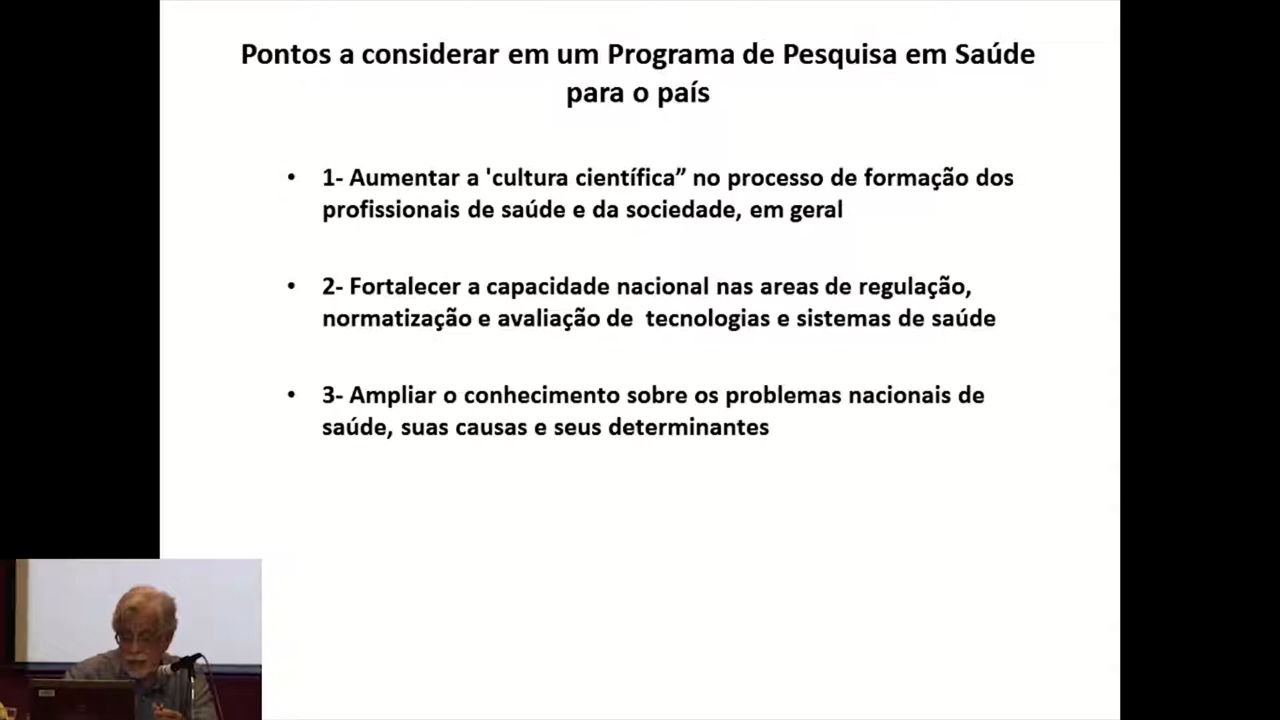 Pontos a considerar em um Programa de Pesquisa em Saúde
para o país
• 1- Aumentar a 'cultura científica” no processo de formação dos
profissionais de saúde e da sociedade, em geral
• 2- Fortalecer a capacidade nacional nas areas de regulação,
normatização e avaliação de tecnologias e sistemas de saúde
• 3- Ampliar o conhecimento sobre os problemas nacionais de
saúde, suas causas e seus determinantes